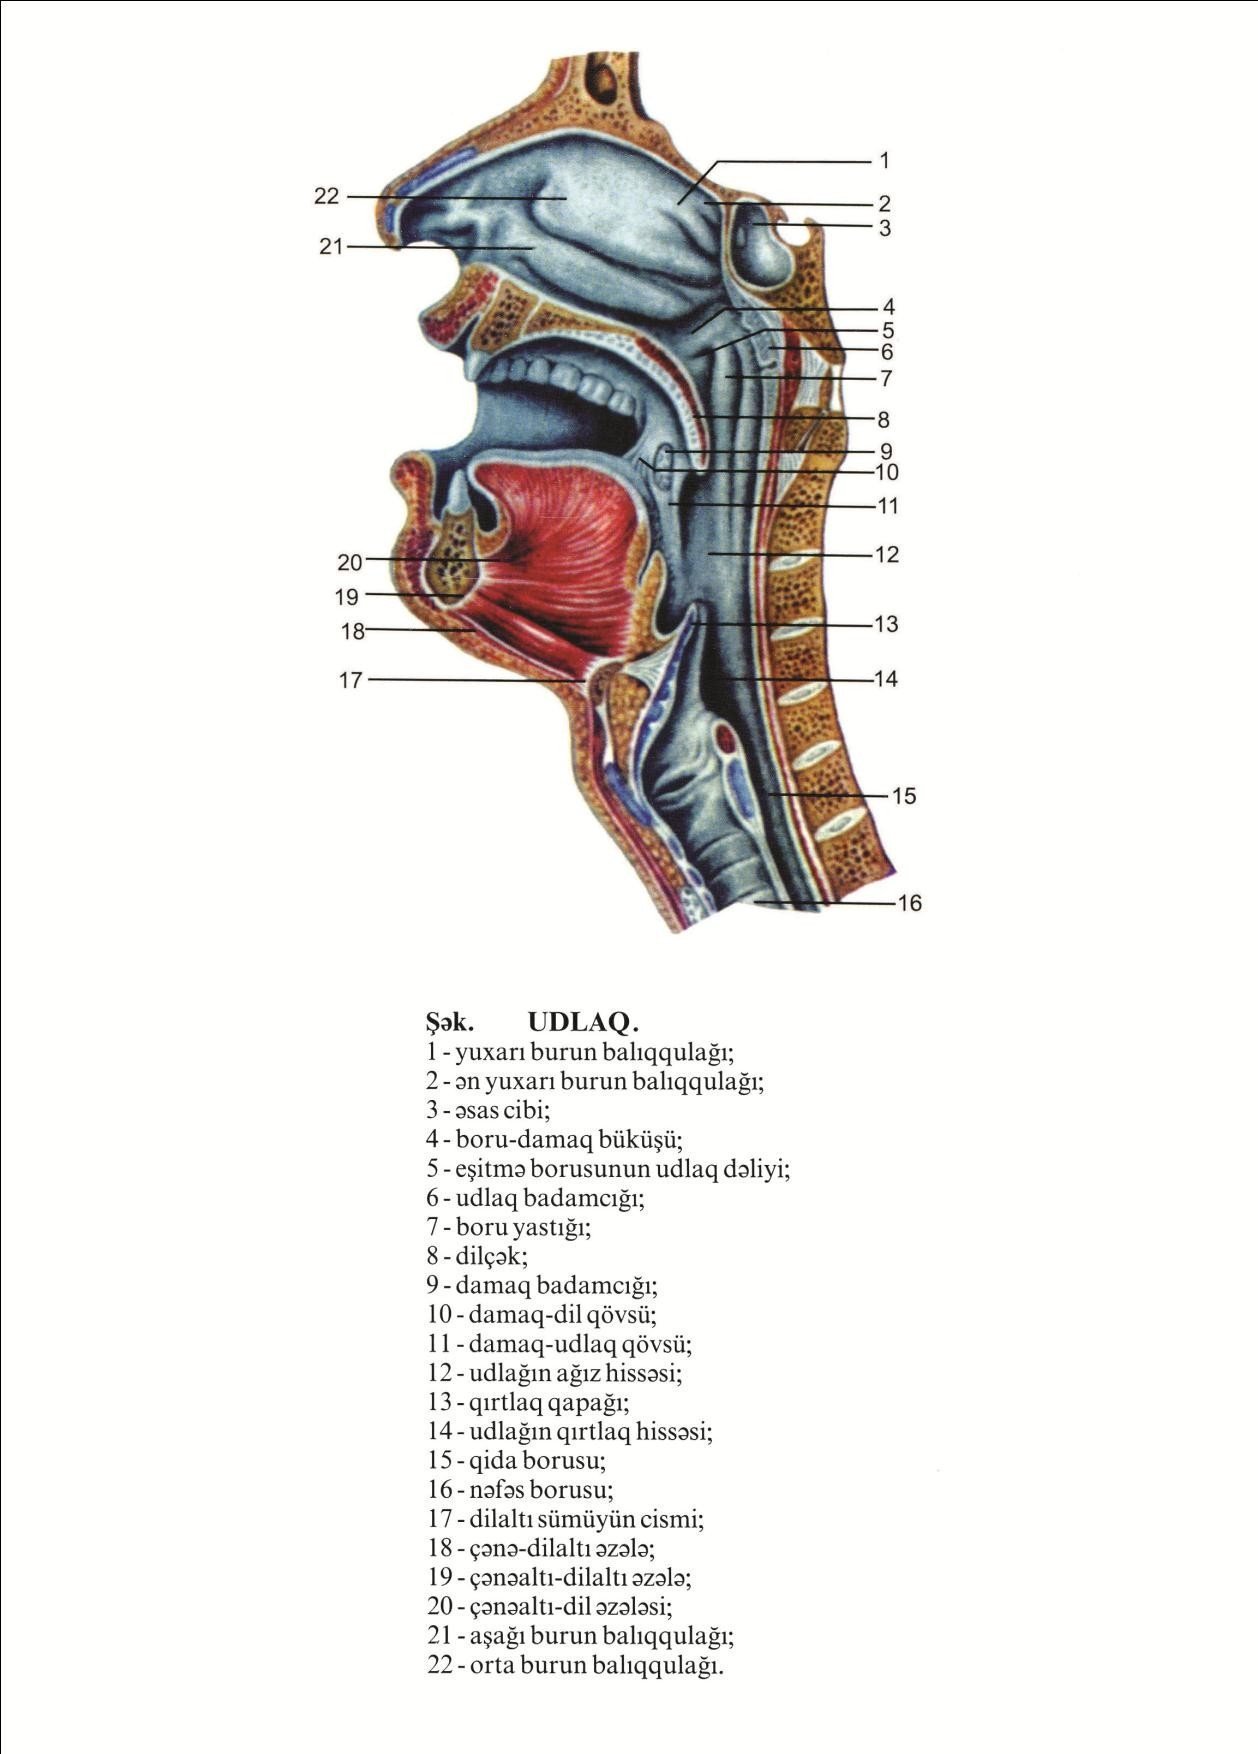 1
2
3
22
21
4
5
6
7
8
9
10
11
12
20
19
13
18
14
17
15
16
Şək. UDLAQ.
1 - yuxarı burun balıqqulağı;
2 - ən yuxarı burun balıqqulağı;
3 - əsas cibi;
4 - boru-damaq büküşü;
5 - eşitmə borusunun udlaq dəliyi;
6 - udlaq badamcığı;
7 - boru yastığı;
8 - dilçək;
9 - damaq badamcığı;
10 - damaq-dil qövsü;
11 - damaq-udlaq qövsü;
12 - udlağın ağız hissəsi;
13 - qırtlaq qapağı;
14 - udlağın qırtlaq hissəsi;
15 - qida borusu;
16 - nəfəs borusu;
17 - dilaltı sümüyün cismi;
18 - çənə-dilaltı əzələ;
19 - çənəaltı-dilaltı əzələ;
20 - çənəaltı-dil əzələsi;
21 - aşağı burun balıqqulağı;
22 - orta burun balıqqulağı.